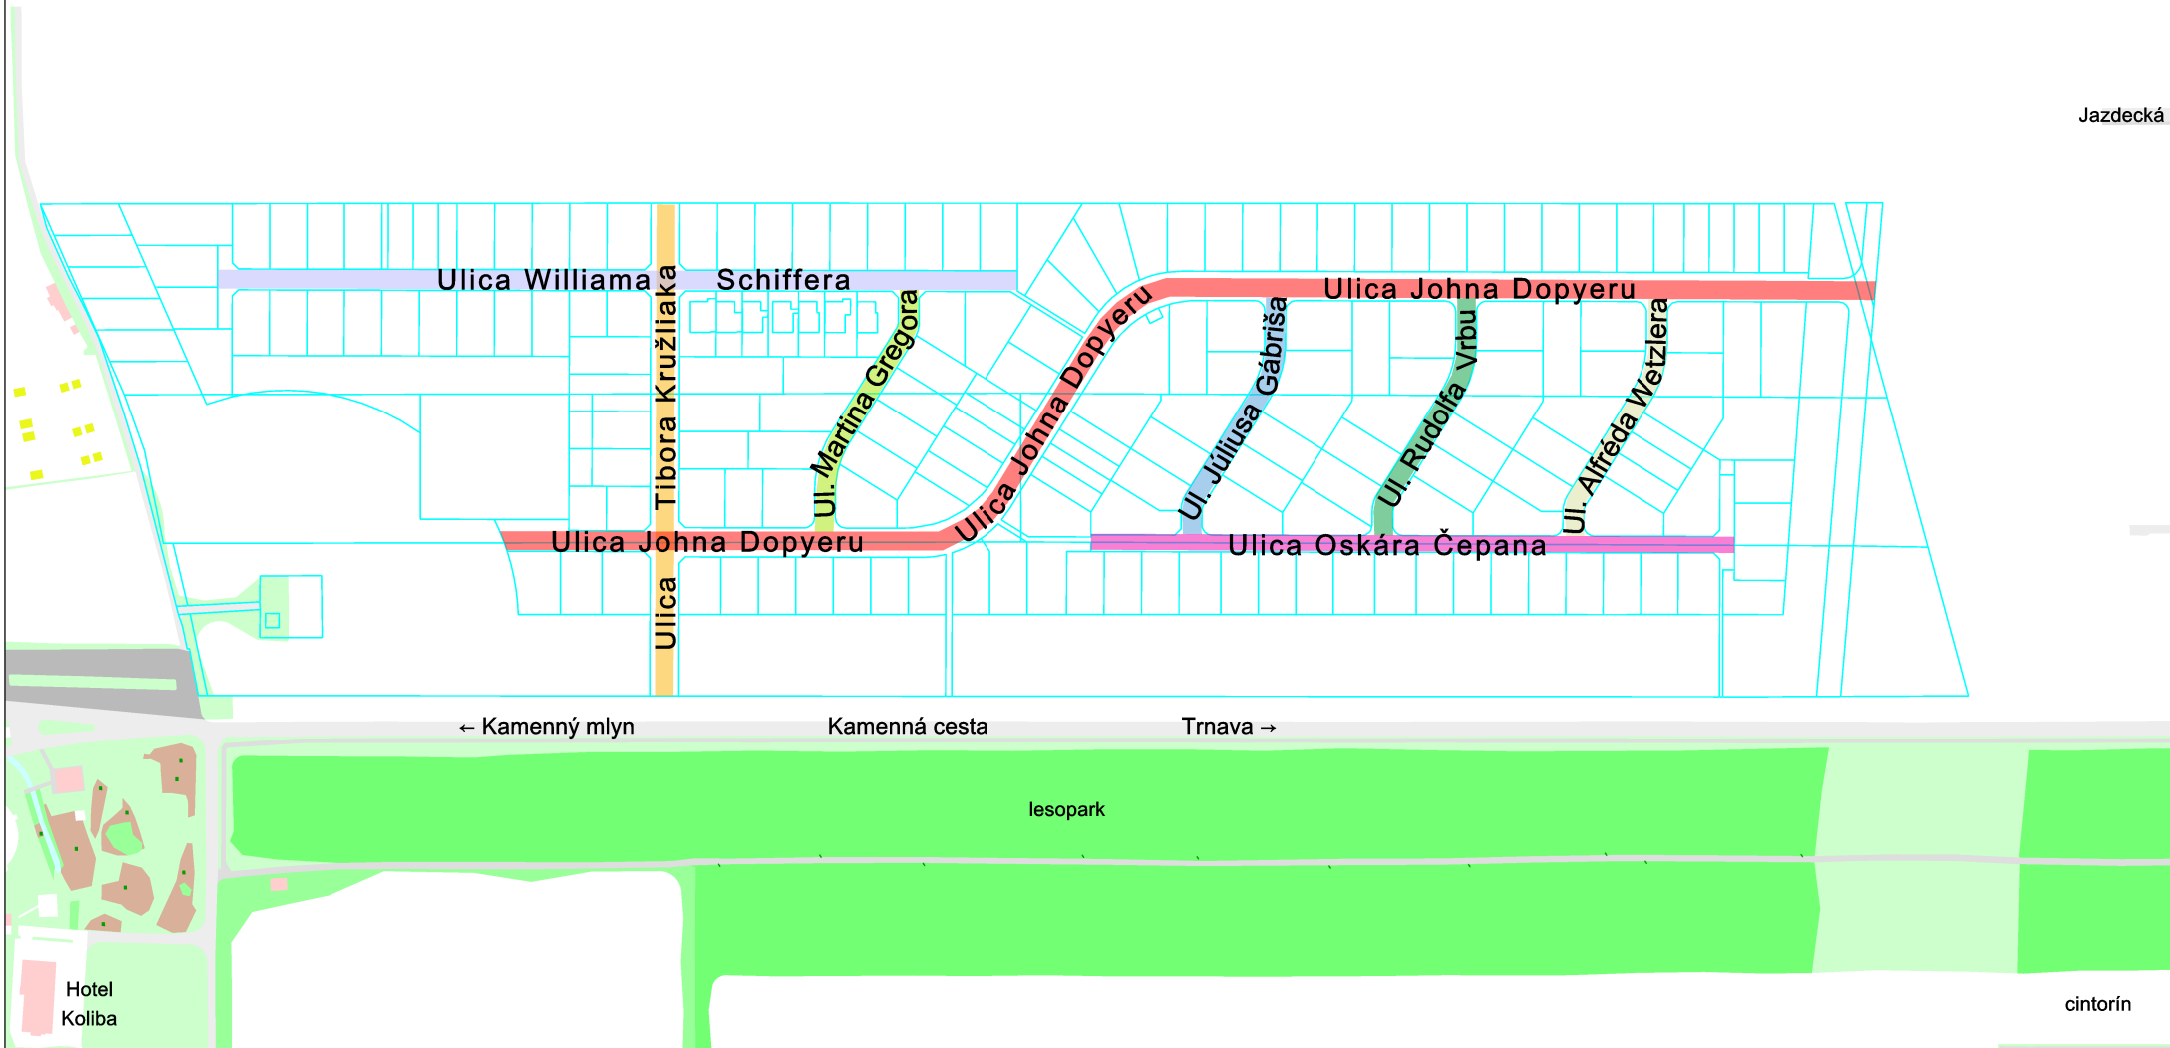 Jazdecká
Ulica Williama Schiffera
Ulica Tibora Kružliaka
Ul. Martina Gregora
Ulica Johna Dopyeru
Ulica Johna Dopyeru
Ulica Johna Dopyeru
Ul. Júliusa Gábriša
Ul. Rudolfa Vrbu
Ul. Alfréda Wetzlera
Ulica Oskára Čepana
← Kamenný mlyn
Kamenná cesta
Trnava →
lesopark
Hotel
Koliba
cintorín